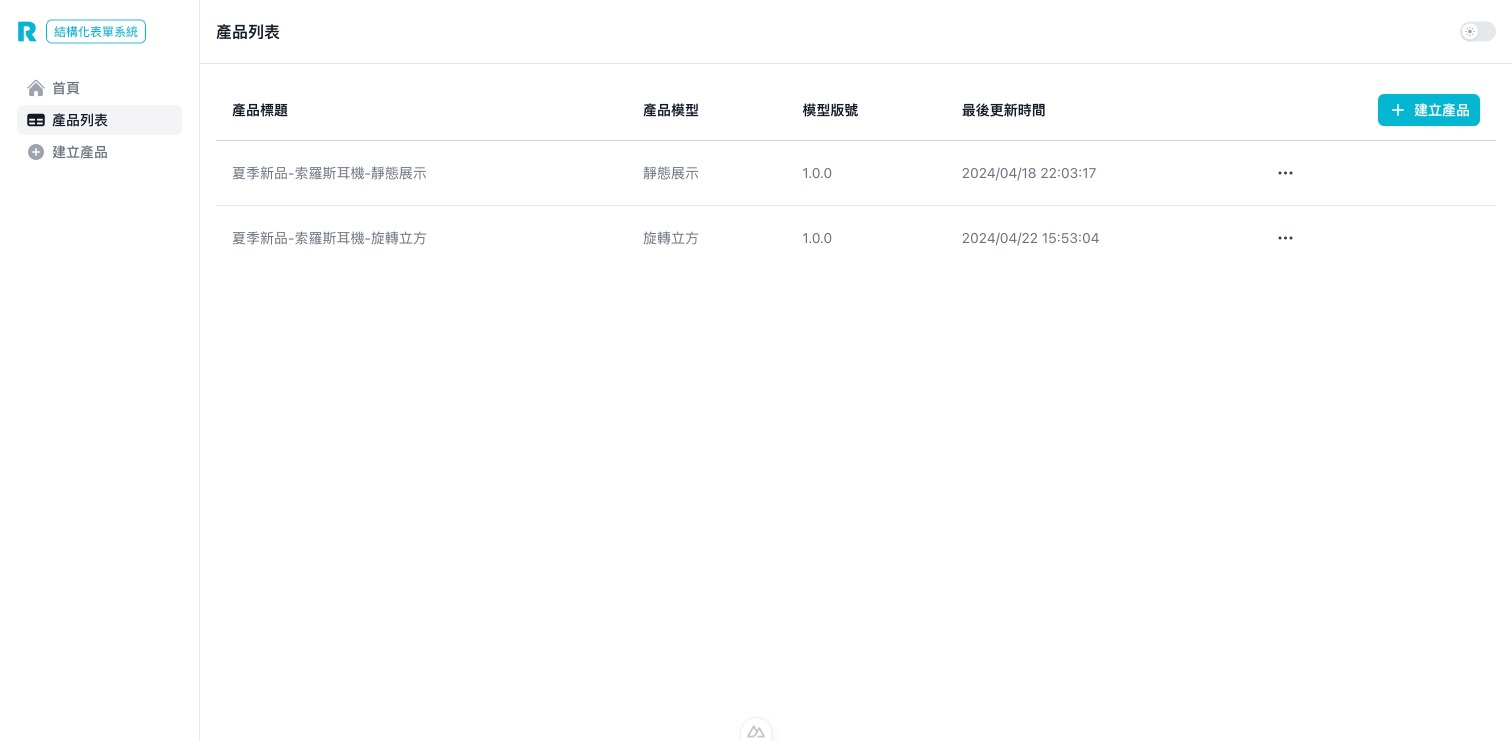 R 結構化表單系統
首頁
產品列表
建立產品
產品列表
產品標題 產品模型 模型版號 最後更新時間 建立產品
夏季新品-索羅斯耳機-靜態展示 靜態展示 1.0.0 2024/04/18 22:03:17
夏季新品-索羅斯耳機-旋轉立方 旋轉立方 1.0.0 2024/04/22 15:53:04